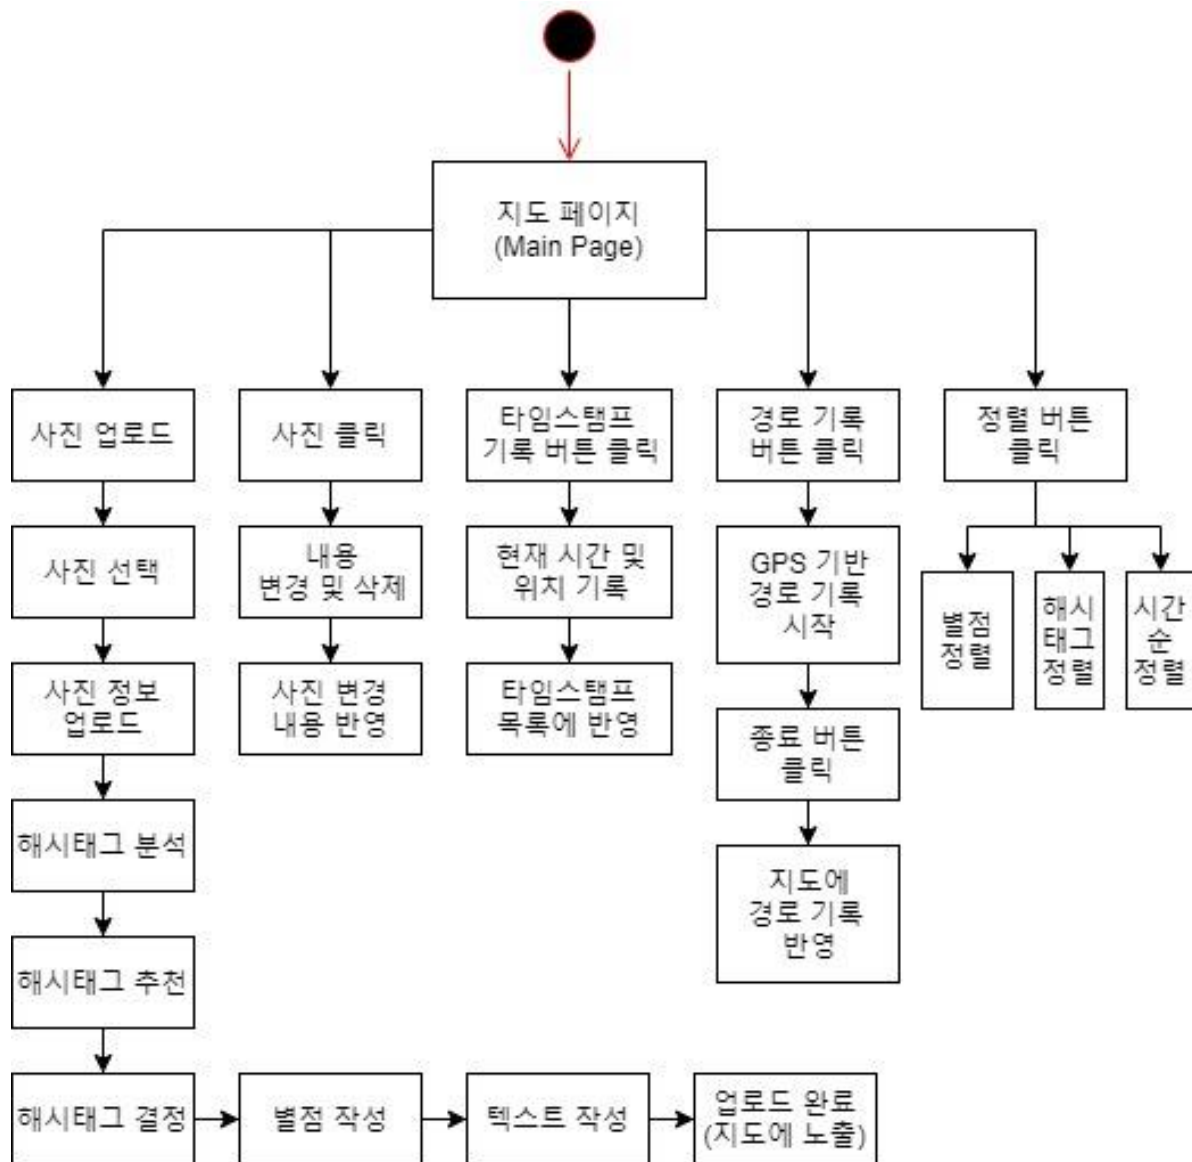 지도 페이지
(Main Page)
사진 업로드
사진 클릭
타임스탬프
기록 버튼 클릭
경로 기록
버튼 클릭
정렬 버튼
클릭
사진 선택
내용
변경 및 삭제
현재 시간 및
위치 기록
GPS 기반
경로 기록
시작
별점
정렬
해시
태그
정렬
시간
순
정렬
사진 정보
업로드
사진 변경
내용 반영
타임스탬프
목록에 반영
종료 버튼
클릭
해시태그 분석
지도에
경로 기록
반영
해시태그 추천
해시태그 결정
별점 작성
텍스트 작성
업로드 완료
(지도에 노출)